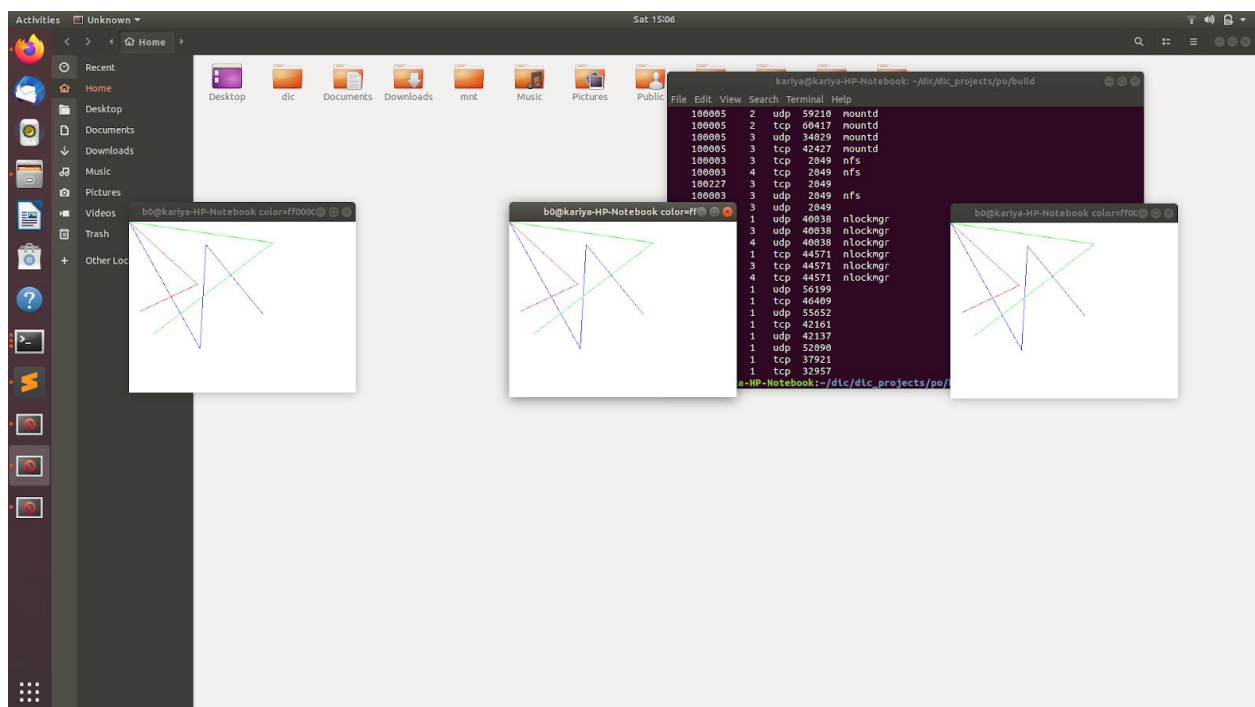 Activities Unknown Sat 15:06
Home
Recent
Home
Desktop
Documents
Downloads
Music
Pictures
Videos
Trash
+ Other Loc
Desktop dic Documents Downloads mnt Music Pictures Public
kariya@kariya-HP-Notebook: ~/dic/dic_projects/po/build
File Edit View Search Terminal Help
100005 2 udp 59210 mountd
100005 2 tcp 60417 mountd
100005 3 udp 34029 mountd
100005 3 tcp 42427 mountd
100003 3 tcp 2049 nfs
100003 4 tcp 2049 nfs
100227 3 tcp 2049
100003 3 udp 2049 nfs
3 udp 2049
1 udp 40038 nlockmgr
3 udp 40038 nlockmgr
4 udp 40038 nlockmgr
1 tcp 44571 nlockmgr
3 tcp 44571 nlockmgr
4 tcp 44571 nlockmgr
1 udp 56199
1 tcp 46409
1 udp 55652
1 tcp 42161
1 udp 42137
1 udp 52090
1 tcp 37921
1 tcp 32957
a-HP-Notebook:~/dic/dic_projects/po/
b0@kariya-HP-Notebook color=ff000
b0@kariya-HP-Notebook color=ff
b0@kariya-HP-Notebook color=ff0